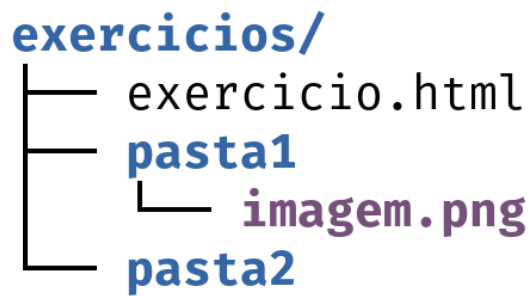 exercicios/
exercicio.html
pasta1
imagem.png
pasta2